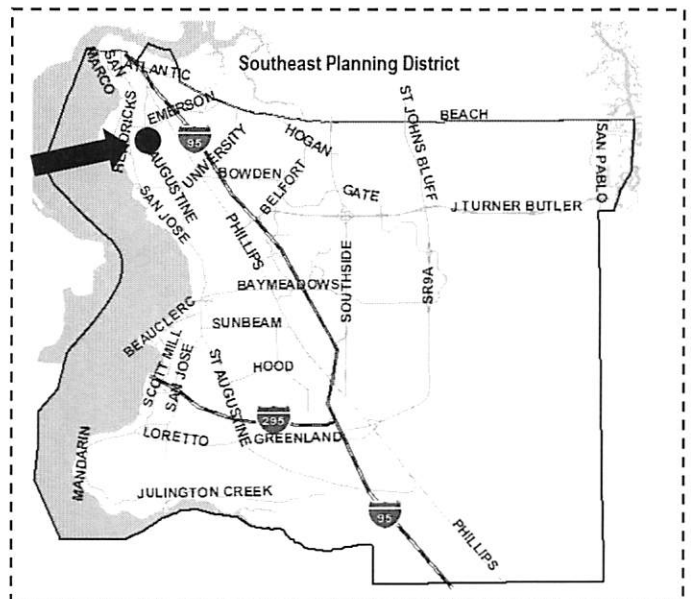 Southeast Planning District
SAN
MARCO
ATLANTIC
HENDRICKS
EMERSON
95
UNIVERSITY
HOGAN
ST JOHNS BLUFF
BEACH
SAN PABLO
AUGUSTINE
BOWDEN
BELFORT
GATE
J TURNER BUTLER
SAN JOSE
PHILLIPS
BAYMEADOWS
SOUTHSIDE
SR9A
BEAUCLERC
SUNBEAM
SCOTT MILL
SAN JOSE
ST AUGUSTINE
HOOD
295
LORETTO
GREENLAND
MANDARIN
JULINGTON CREEK
95
PHILLIPS